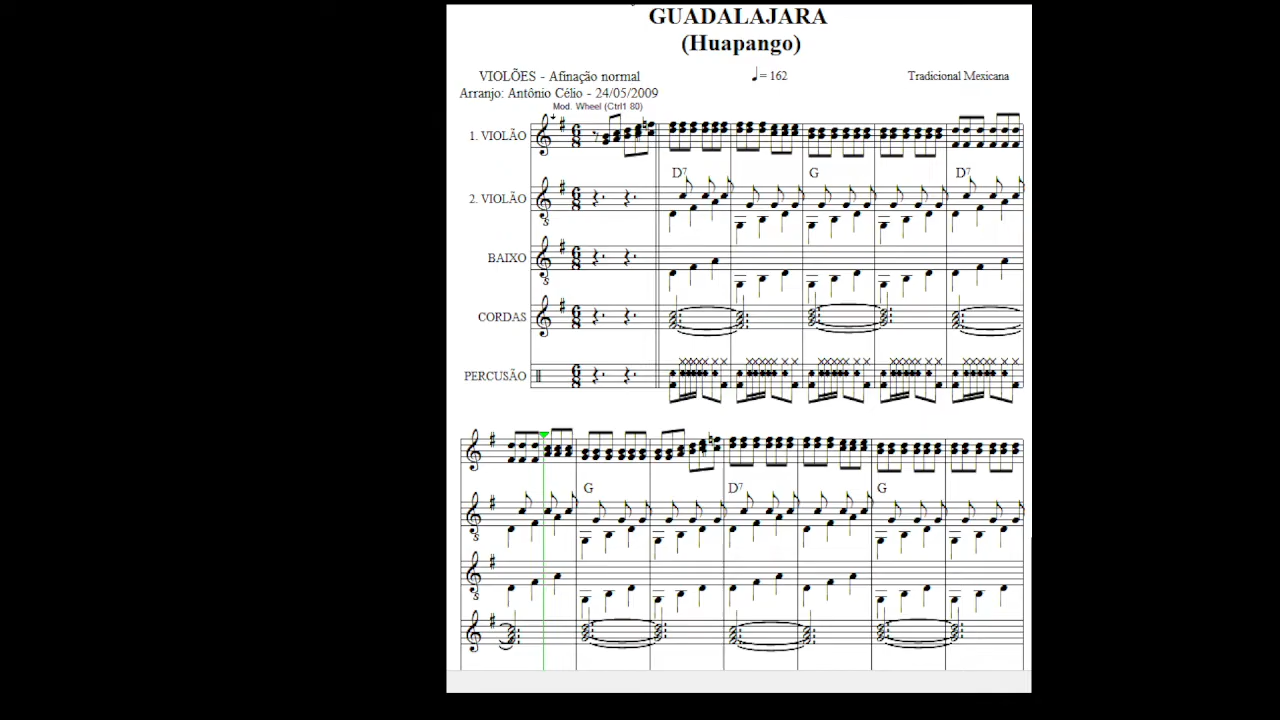 GUADALAJARA
(Huapango)
VIOLÕES - Afinação normal
♩= 162
Tradicional Mexicana
Arranjo: Antônio Célio - 24/05/2009
Mod. Wheel (Ctrl1 80)
1. VIOLÃO
D7 G D7
2. VIOLÃO
BAIXO
CORDAS
PERCUSÃO
G D7 G